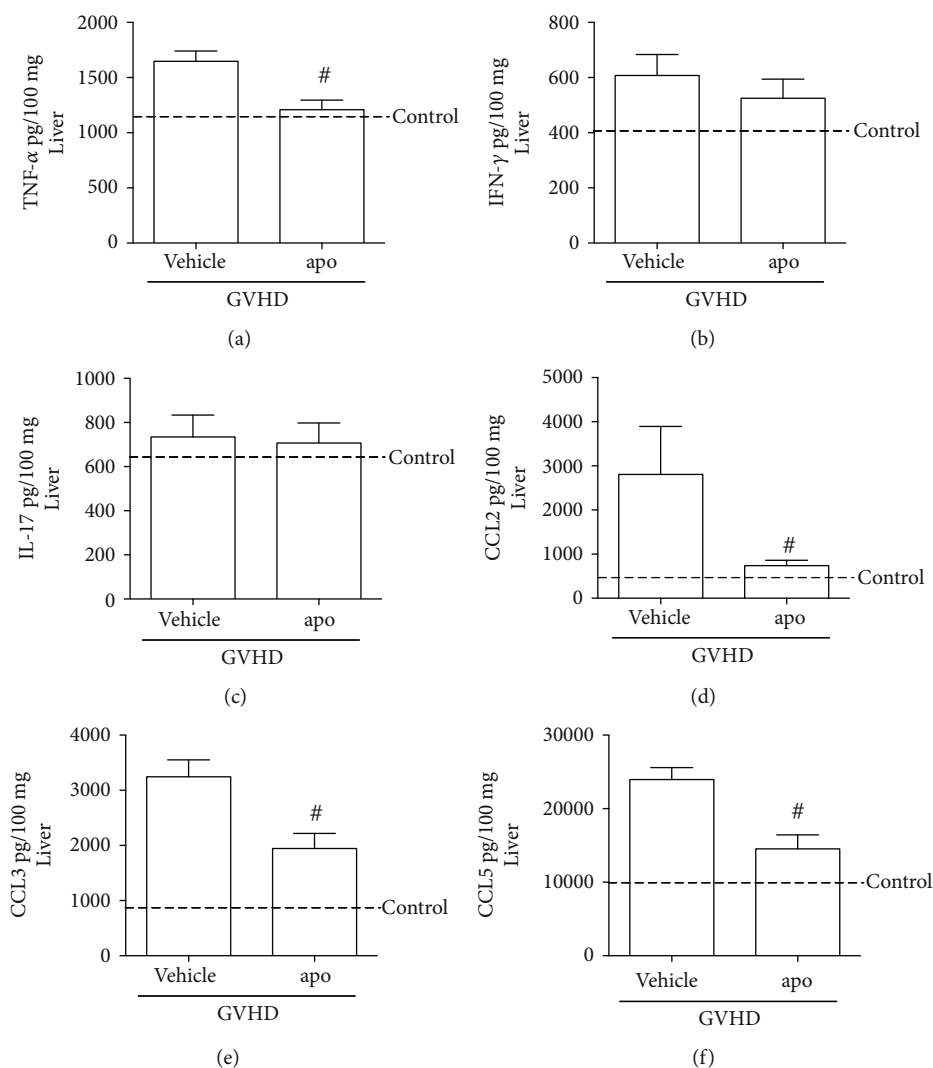 TNF-α pg/100 mg
Liver
2000
1500
1000
500
0
#
Control
Vehicle
apo
GVHD
(a)
IFN-γ pg/100 mg
Liver
800
600
400
200
0
Control
Vehicle
apo
GVHD
(b)
IL-17 pg/100 mg
Liver
1000
800
600
400
200
0
Control
Vehicle
apo
GVHD
(c)
CCL2 pg/100 mg
Liver
5000
4000
3000
2000
1000
0
#
Control
Vehicle
apo
GVHD
(d)
CCL3 pg/100 mg
Liver
4000
3000
2000
1000
0
#
Control
Vehicle
apo
GVHD
(e)
CCL5 pg/100 mg
Liver
30000
20000
10000
0
#
Control
Vehicle
apo
GVHD
(f)